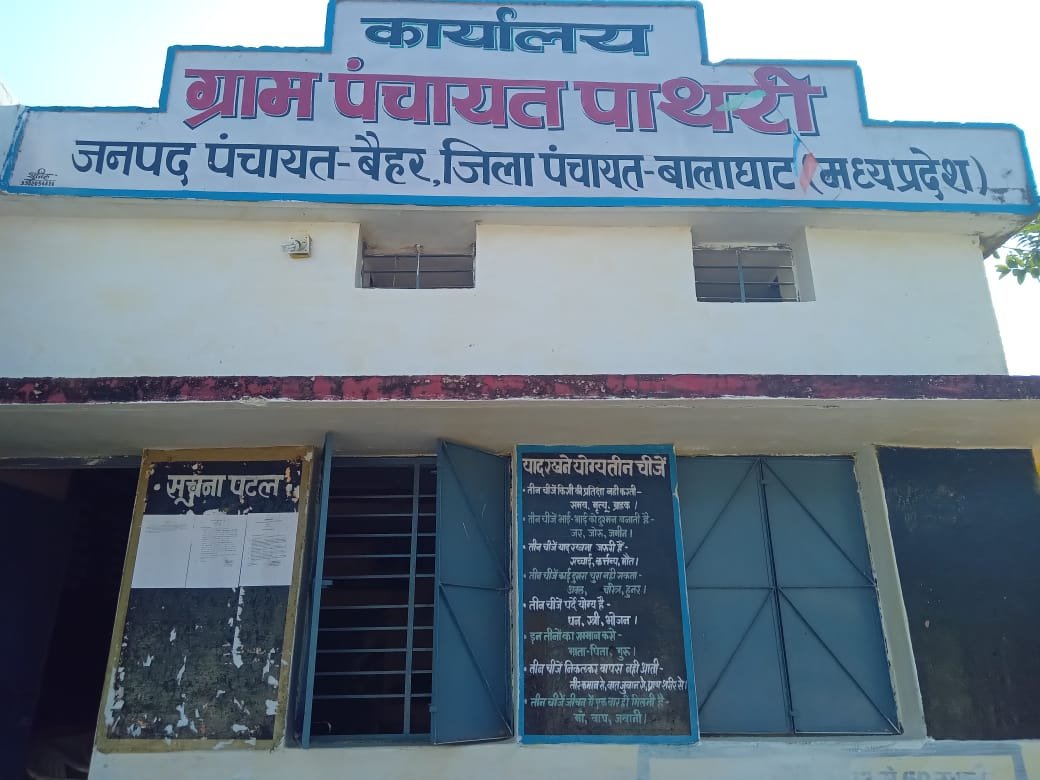 कार्यालय
ग्राम पंचायत पाथरी
जनपद पंचायत-बैहर, जिला पंचायत-बालाघाट (मध्यप्रदेश)
सूचना पटल
याद रखने योग्य तीन चीजें
• तीन चीजें किसी की प्रतिक्षा नही करती -
समय, मृत्यु, ग्राहक ।
• तीन चीजें भाई-भाई को दुश्मन बनाती है -
जर, जोरु, जमीन ।
• तीन चीजें याद रखना जरुरी हैं -
सच्चाई, कर्त्तव्य, मौत ।
• तीन चीजें कोई दूसरा चुरा नही सकता -
अक्ल, चरित्र, हुनर ।
• तीन चीजें पर्दे योग्य है -
धन, स्त्री, भोजन ।
• इन तीनों का सम्मान करो -
माता-पिता, गुरु ।
• तीन चीजें निकलकर वापस नही आती -
तीर कमान से, बात जुबान से, प्राण शरीर से ।
• तीन चीजें जीवन में एक बार ही मिलती है -
मां, बाप, जवानी ।